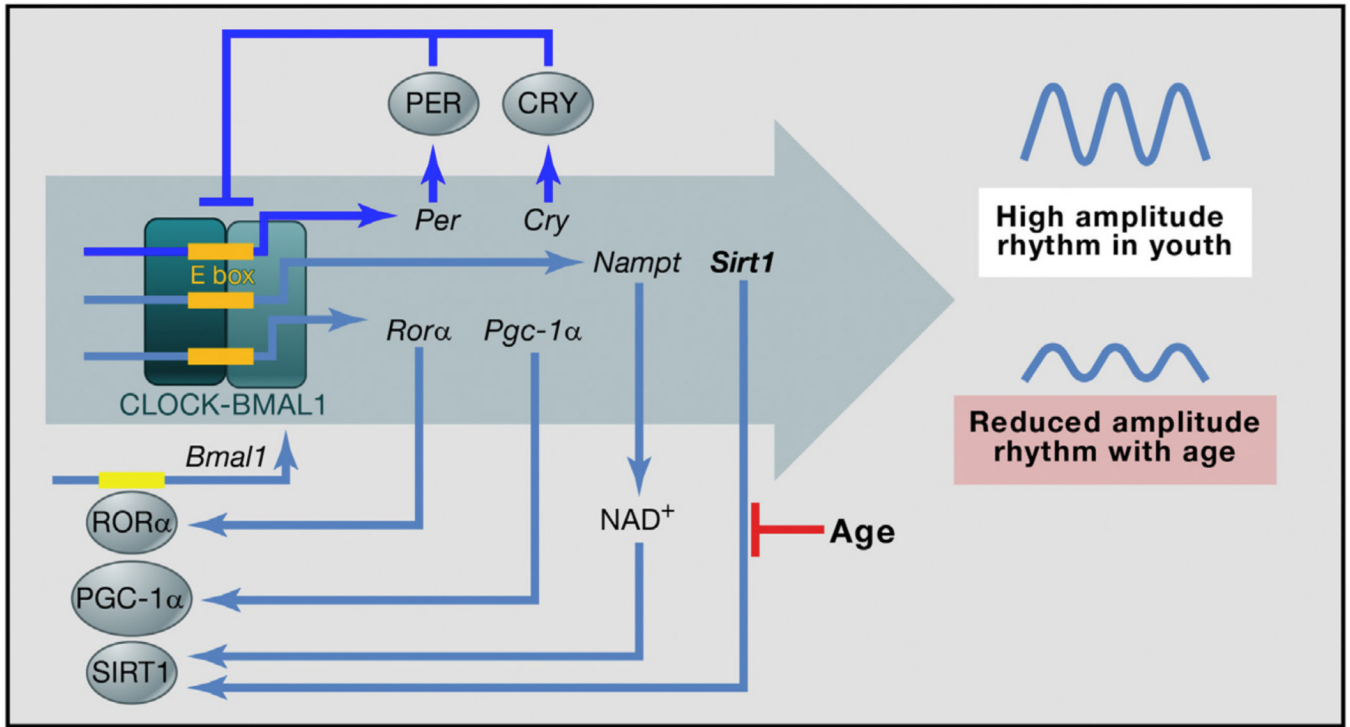 PER
CRY
Per
Cry
E box
Nampt
Sirt1
Rorα
Pgc-1α
CLOCK-BMAL1
Bmal1
RORα
NAD⁺
Age
PGC-1α
SIRT1
High amplitude
rhythm in youth
Reduced amplitude
rhythm with age